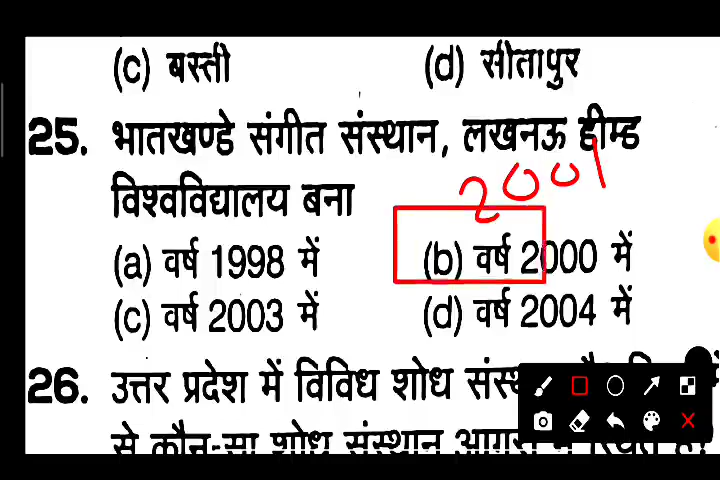 (c) बस्ती (d) सीतापुर
25. भातखण्डे संगीत संस्थान, लखनऊ डीम्ड
2001
विश्वविद्यालय बना
(a) वर्ष 1998 में (b) वर्ष 2000 में
(c) वर्ष 2003 में (d) वर्ष 2004 में
26. उत्तर प्रदेश में विविध शोध
से कौन-सा शोध संस्थान आगरा में स्थित है?